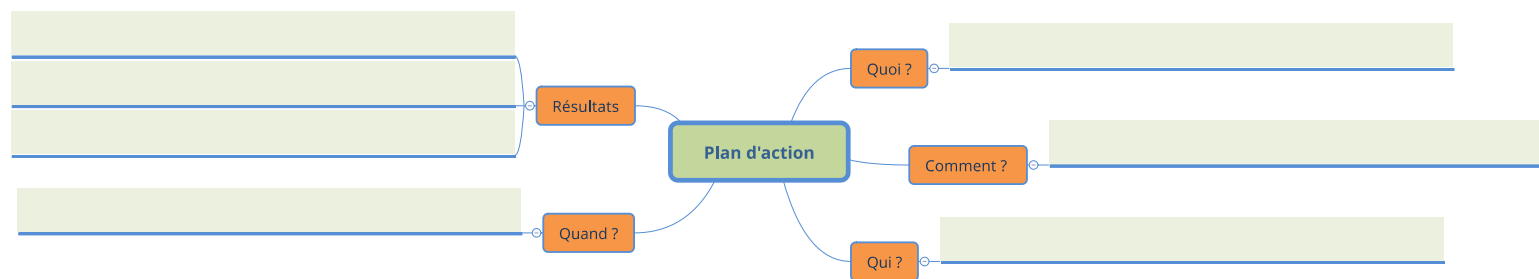 Plan d'action
Quoi ?
Comment ?
Qui ?
Quand ?
Résultats